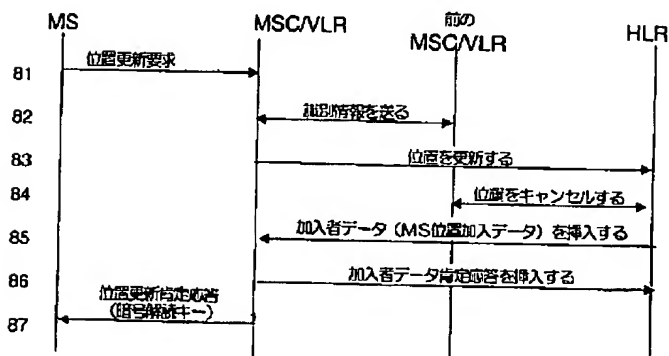 MS
MSC/VLR
前の
MSC/VLR
HLR
81
位置更新要求
82
識別情報を送る
83
位置を更新する
84
位置をキャンセルする
85
加入者データ(MS位置加入データ)を挿入する
86
加入者データ肯定応答を挿入する
87
位置更新肯定応答
(暗号解読キー)